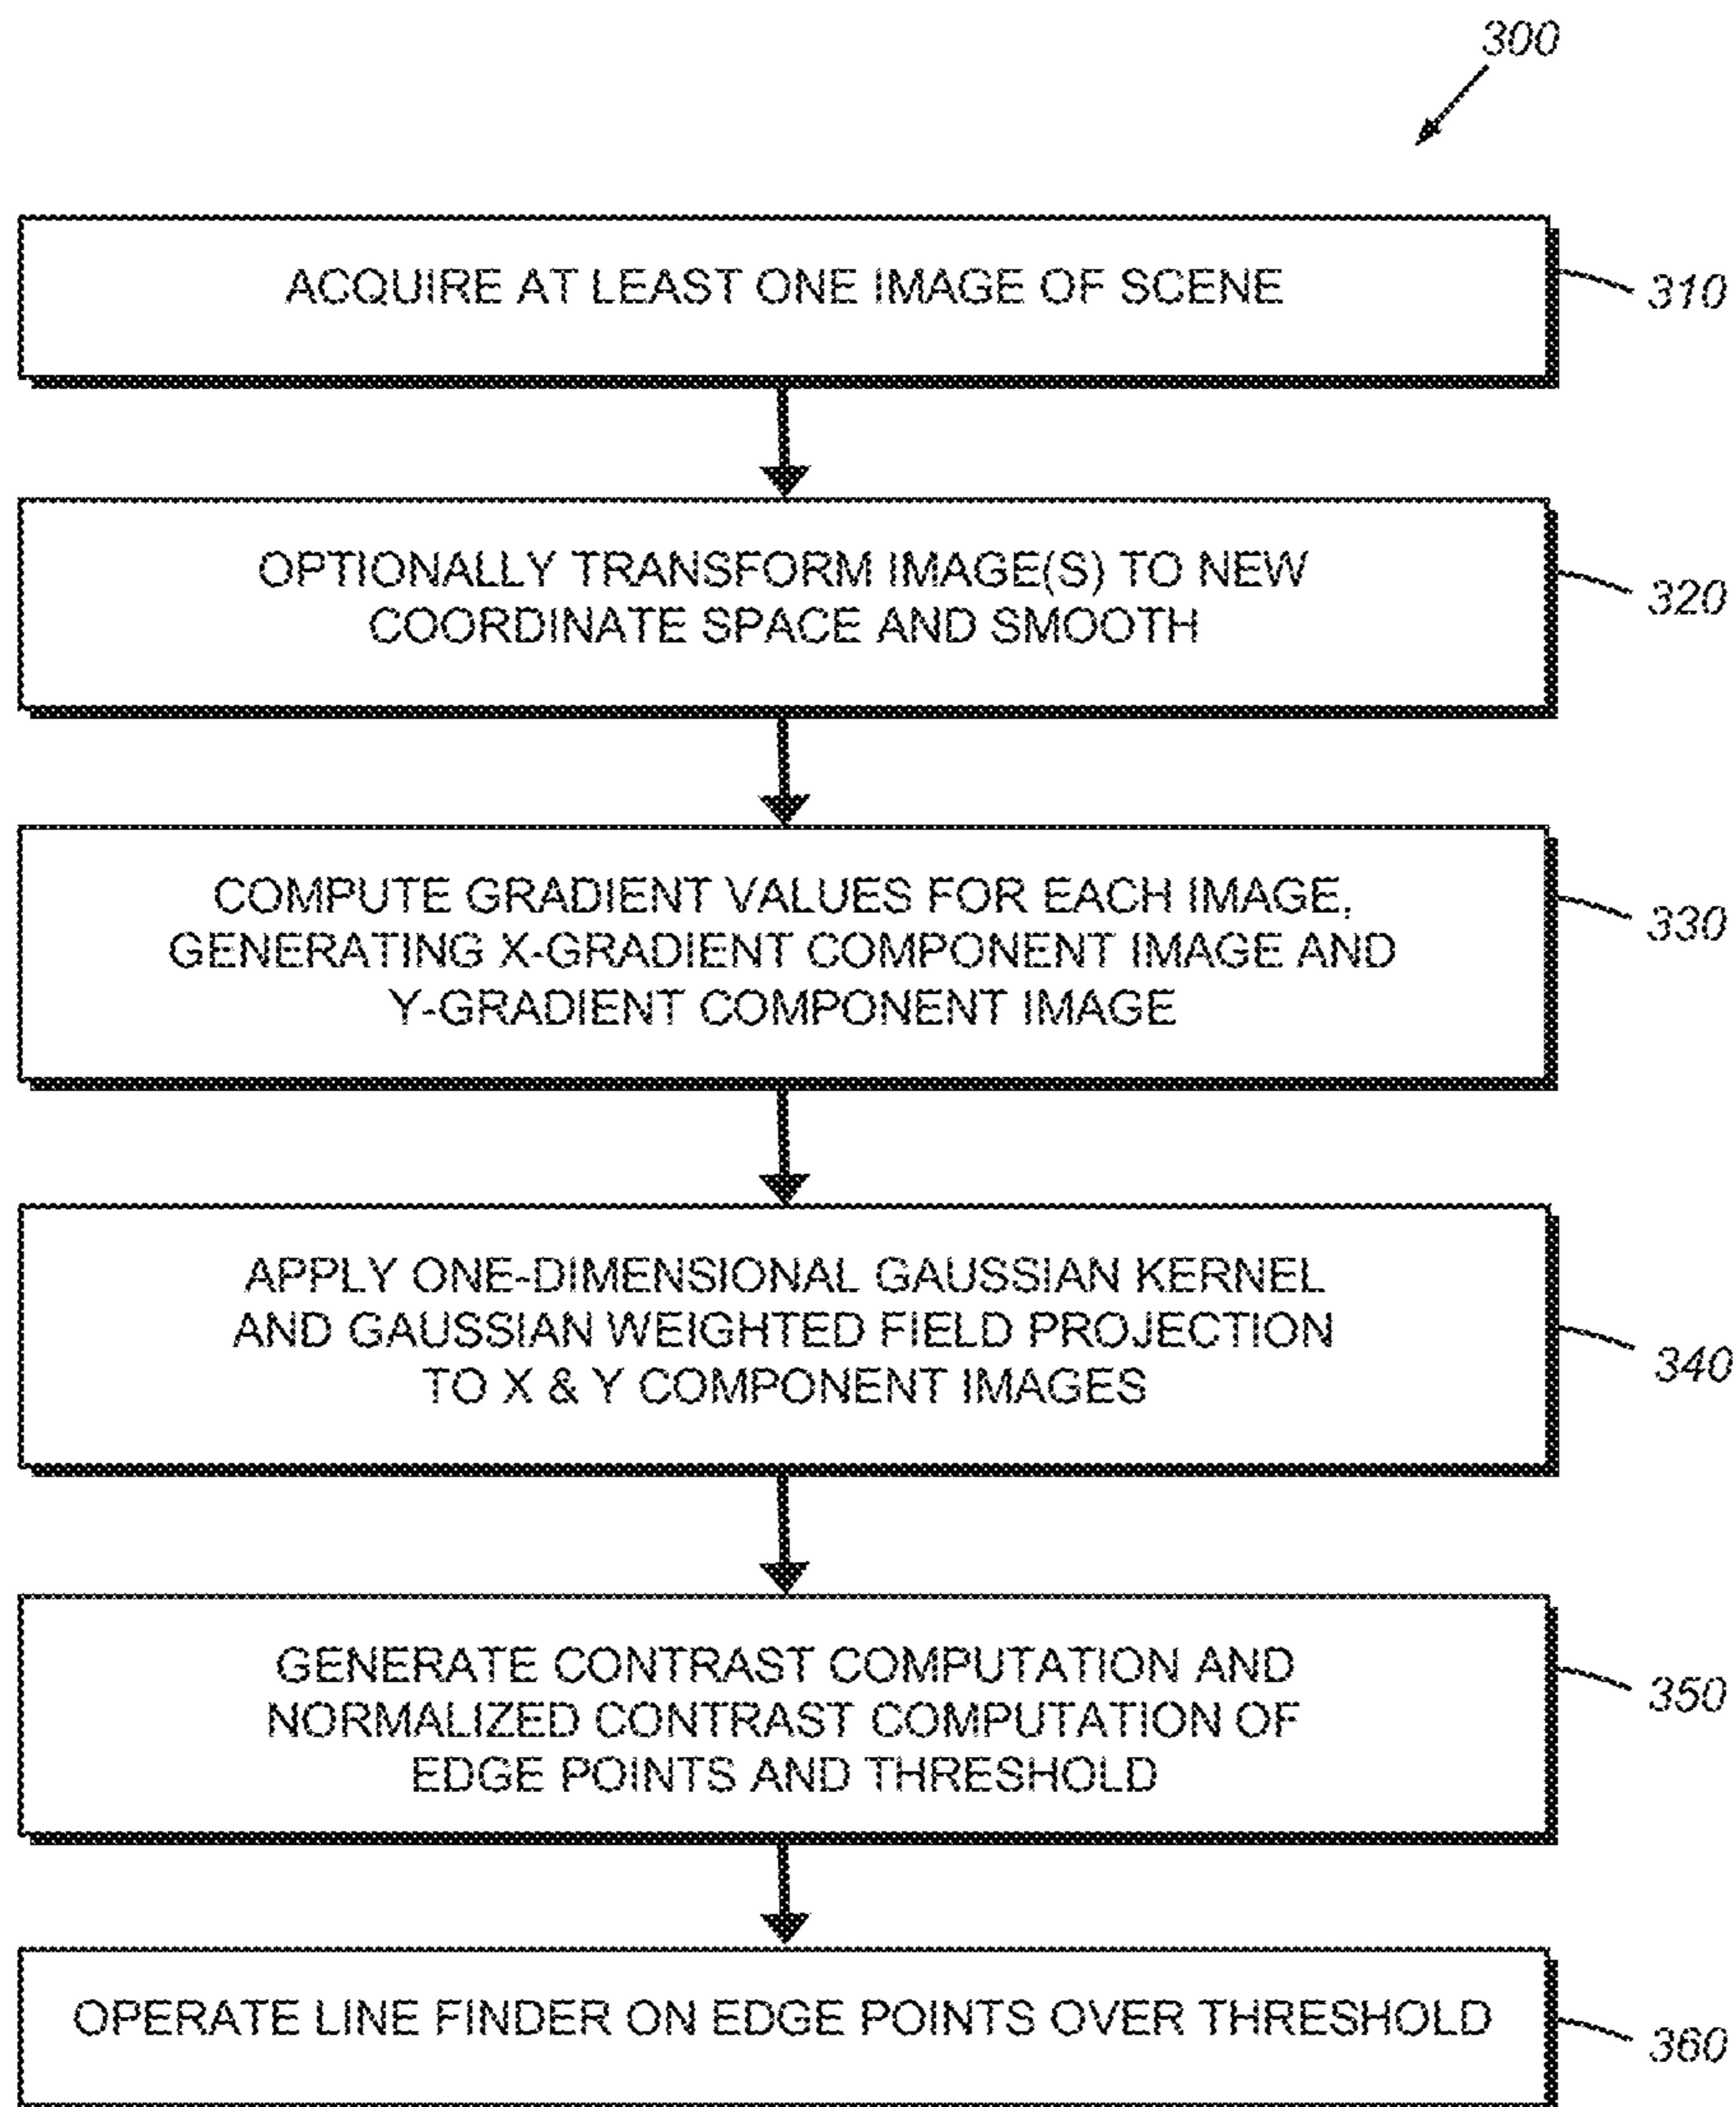 300
ACQUIRE AT LEAST ONE IMAGE OF SCENE
310
OPTIONALLY TRANSFORM IMAGE(S) TO NEW
COORDINATE SPACE AND SMOOTH
320
COMPUTE GRADIENT VALUES FOR EACH IMAGE,
GENERATING X-GRADIENT COMPONENT IMAGE AND
Y-GRADIENT COMPONENT IMAGE
330
APPLY ONE-DIMENSIONAL GAUSSIAN KERNEL
AND GAUSSIAN WEIGHTED FIELD PROJECTION
TO X & Y COMPONENT IMAGES
340
GENERATE CONTRAST COMPUTATION AND
NORMALIZED CONTRAST COMPUTATION OF
EDGE POINTS AND THRESHOLD
350
OPERATE LINE FINDER ON EDGE POINTS OVER THRESHOLD
360